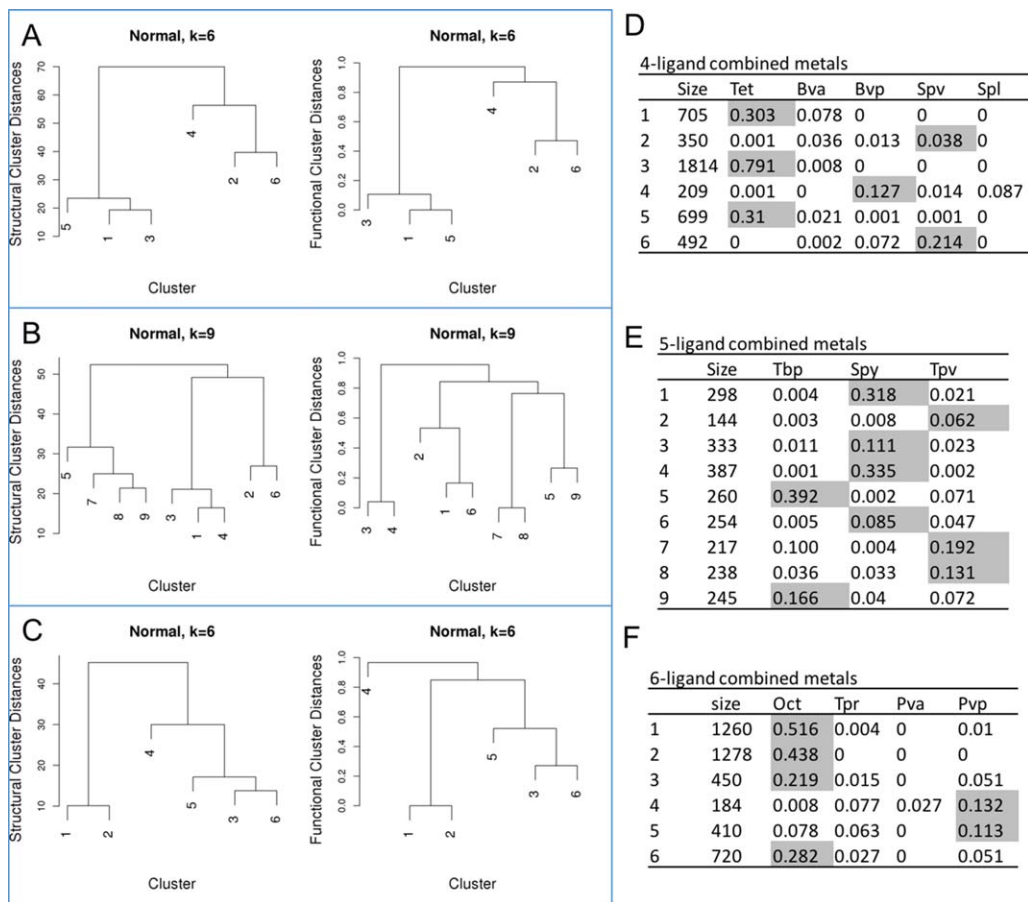 A
Normal, k=6
Structural Cluster Distances
70
60
50
40
30
20
10
5
1
3
4
2
6
Cluster
Normal, k=6
Functional Cluster Distances
1.0
0.8
0.6
0.4
0.2
0.0
3
1
5
4
2
6
Cluster
B
Normal, k=9
Structural Cluster Distances
50
40
30
20
10
5
7
8
9
3
1
4
2
6
Cluster
Normal, k=9
Functional Cluster Distances
1.0
0.8
0.6
0.4
0.2
0.0
3
4
2
1
6
7
8
5
9
Cluster
C
Normal, k=6
Structural Cluster Distances
40
30
20
10
1
2
4
5
3
6
Cluster
Normal, k=6
Functional Cluster Distances
1.0
0.8
0.6
0.4
0.2
0.0
4
1
2
5
3
6
Cluster
D
4-ligand combined metals
Size Tet Bva Bvp Spv Spl
1 705 0.303 0.078 0 0 0
2 350 0.001 0.036 0.013 0.038 0
3 1814 0.791 0.008 0 0 0
4 209 0.001 0 0.127 0.014 0.087
5 699 0.31 0.021 0.001 0.001 0
6 492 0 0.002 0.072 0.214 0
E
5-ligand combined metals
Size Tbp Spy Tpv
1 298 0.004 0.318 0.021
2 144 0.003 0.008 0.062
3 333 0.011 0.111 0.023
4 387 0.001 0.335 0.002
5 260 0.392 0.002 0.071
6 254 0.005 0.085 0.047
7 217 0.100 0.004 0.192
8 238 0.036 0.033 0.131
9 245 0.166 0.04 0.072
F
6-ligand combined metals
size Oct Tpr Pva Pvp
1 1260 0.516 0.004 0 0.01
2 1278 0.438 0 0 0
3 450 0.219 0.015 0 0.051
4 184 0.008 0.077 0.027 0.132
5 410 0.078 0.063 0 0.113
6 720 0.282 0.027 0 0.051